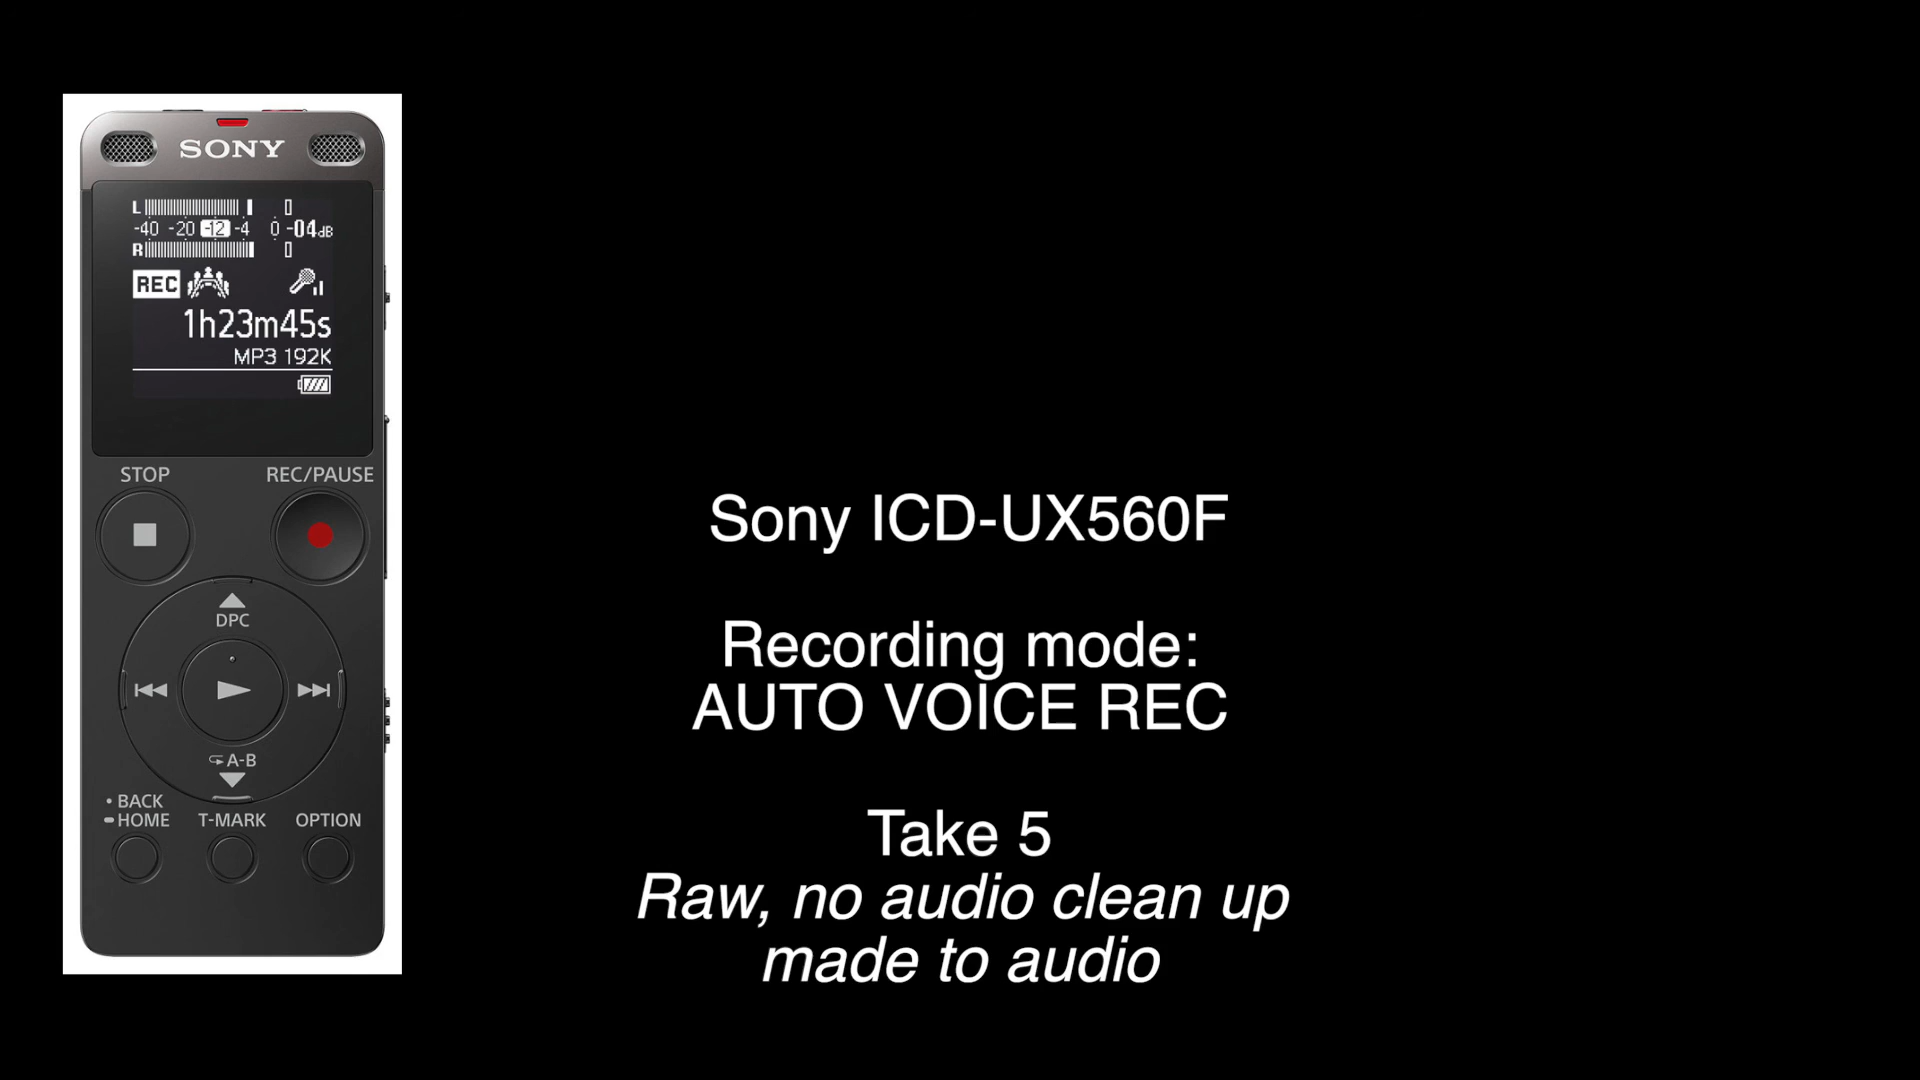 SONY
L
-40 -20 -12 -4 0 -04dB
R
REC
1h23m45s
MP3 192K
STOP REC/PAUSE
DPC
A-B
BACK
HOME T-MARK OPTION
Sony ICD-UX560F
Recording mode:
AUTO VOICE REC
Take 5
Raw, no audio clean up
made to audio